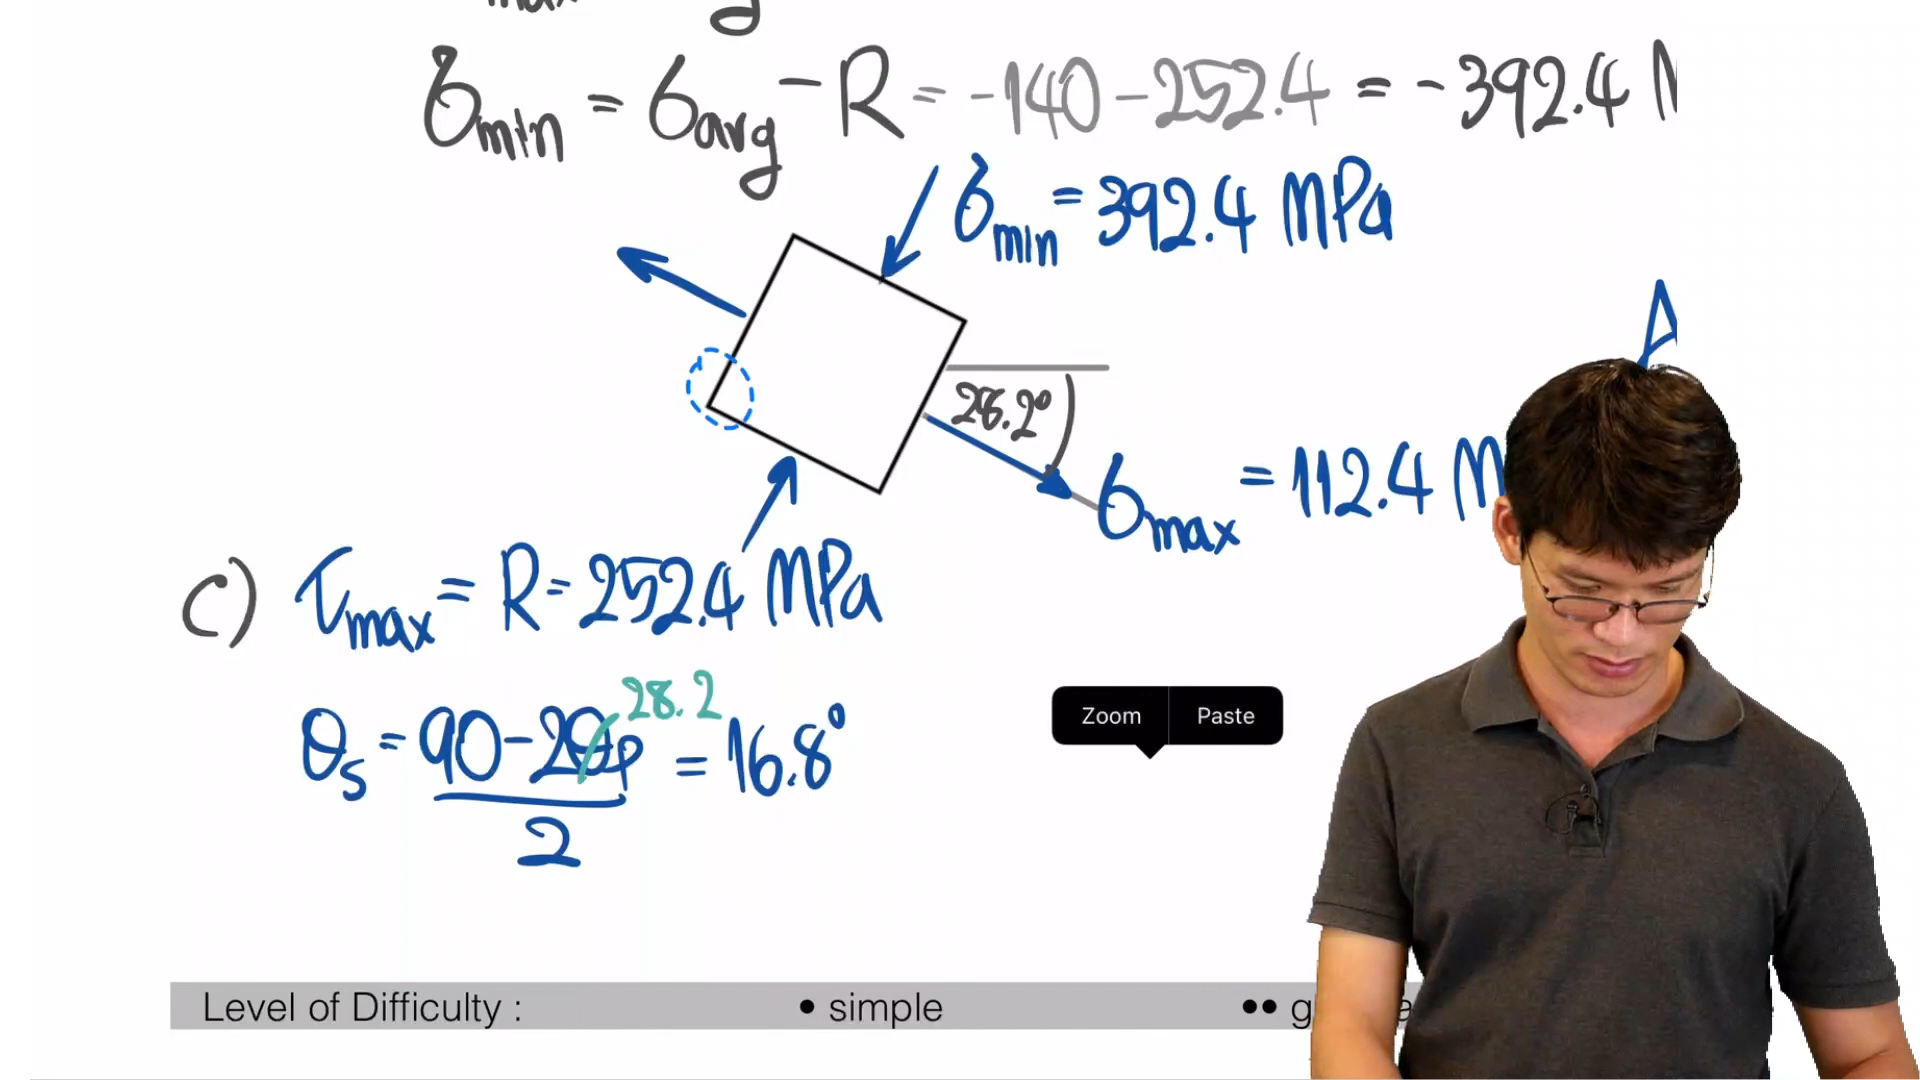 σmin = σavg - R = -140 - 252.4 = -392.4
σmin = 392.4 MPa
28.2°
σmax = 112.4 M
c) τmax = R = 252.4 MPa
28.2
θs = 90 - 2θp / 2 = 16.8°
Zoom Paste
Level of Difficulty : • simple ••